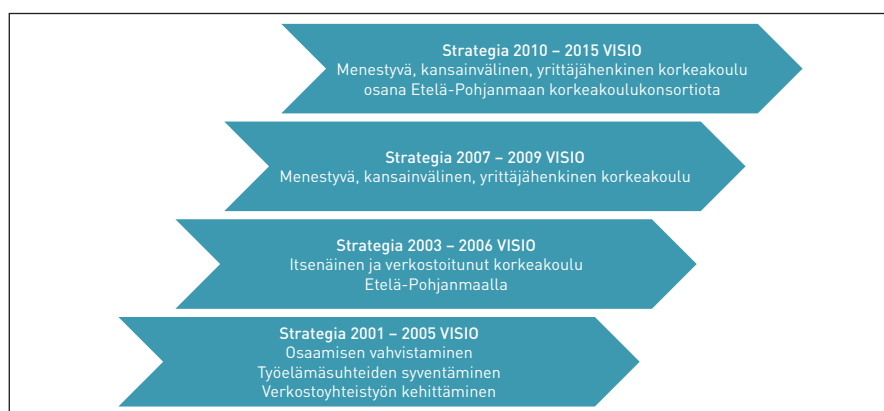 Strategia 2010 – 2015 VISIO
Menestyvä, kansainvälinen, yrittäjähenkinen korkeakoulu
osana Etelä-Pohjanmaan korkeakoulukonsortiota
Strategia 2007 – 2009 VISIO
Menestyvä, kansainvälinen, yrittäjähenkinen korkeakoulu
Strategia 2003 – 2006 VISIO
Itsenäinen ja verkostoitunut korkeakoulu
Etelä-Pohjanmaalla
Strategia 2001 – 2005 VISIO
Osaamisen vahvistaminen
Työelämäsuhteiden syventäminen
Verkostoyhteistyön kehittäminen